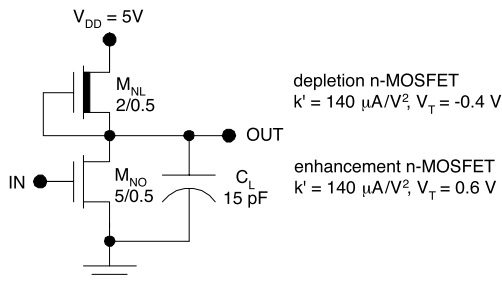 V_DD = 5V
M_NL
2/0.5
depletion n-MOSFET
k' = 140 μA/V², V_T = -0.4 V
OUT
IN
M_NO
5/0.5
C_L
15 pF
enhancement n-MOSFET
k' = 140 μA/V², V_T = 0.6 V